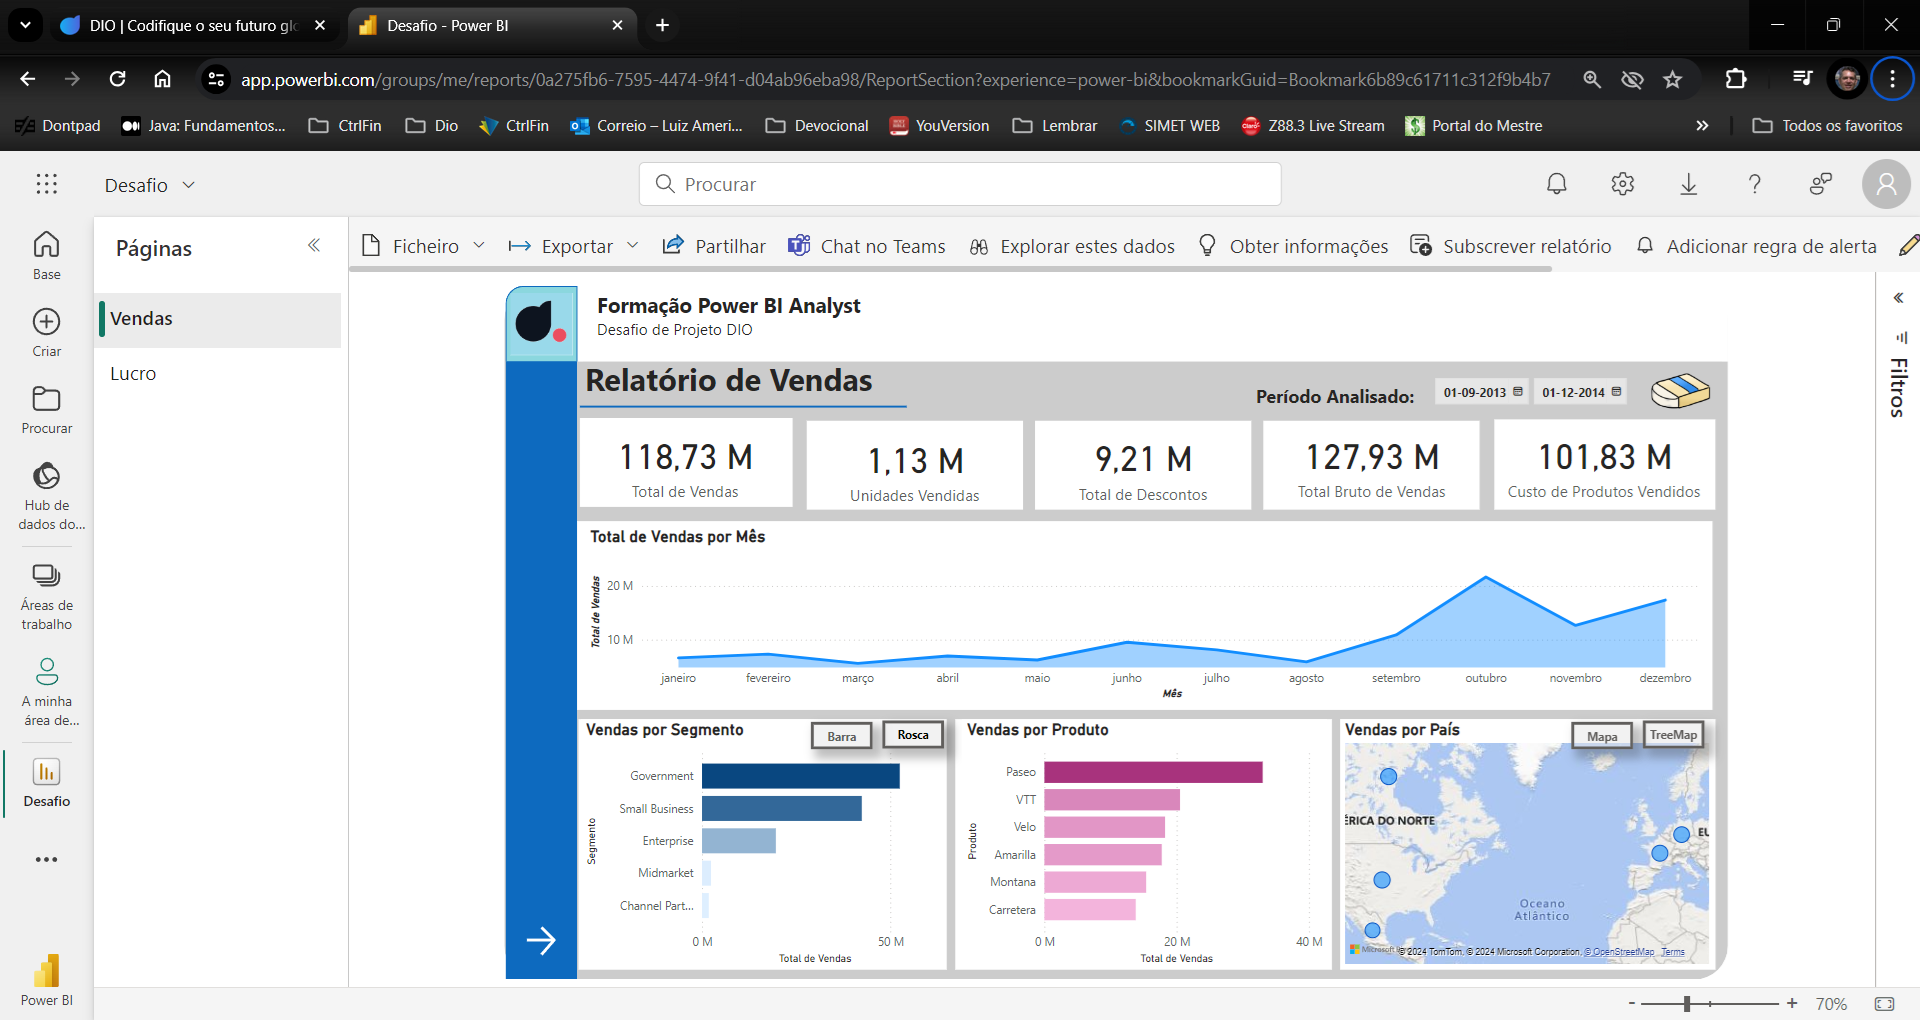 DIO | Codifique o seu futuro glo
Desafio - Power BI
app.powerbi.com/groups/me/reports/0a275fb6-7595-4474-9f41-d04ab96eba98/ReportSection?experience=power-bi&bookmarkGuid=Bookmark6b89c61711c312f9b4b7
Dontpad
Java: Fundamentos...
CtrlFin
Dio
CtrlFin
Correio – Luiz Ameri...
Devocional
YouVersion
Lembrar
SIMET WEB
Z88.3 Live Stream
Portal do Mestre
»
Todos os favoritos
Desafio
Procurar
Base
Criar
Procurar
Hub de
dados do...
Áreas de
trabalho
A minha
área de...
Desafio
Power BI
Páginas
Vendas
Lucro
Ficheiro
Exportar
Partilhar
Chat no Teams
Explorar estes dados
Obter informações
Subscrever relatório
Adicionar regra de alerta
Filtros
Formação Power BI Analyst
Desafio de Projeto DIO
Relatório de Vendas
Período Analisado:
01-09-2013
01-12-2014
118,73 M
Total de Vendas
1,13 M
Unidades Vendidas
9,21 M
Total de Descontos
127,93 M
Total Bruto de Vendas
101,83 M
Custo de Produtos Vendidos
Total de Vendas por Mês
Total de Vendas
20 M
10 M
janeiro
fevereiro
março
abril
maio
junho
julho
agosto
setembro
outubro
novembro
dezembro
Mês
Vendas por Segmento
Barra
Rosca
Segmento
Government
Small Business
Enterprise
Midmarket
Channel Part...
0 M
50 M
Total de Vendas
Vendas por Produto
Produto
Paseo
VTT
Velo
Amarilla
Montana
Carretera
0 M
20 M
40 M
Total de Vendas
Vendas por País
Mapa
TreeMap
ÉRICA DO NORTE
EU
Oceano
Atlântico
© 2024 TomTom, © 2024 Microsoft Corporation, © OpenStreetMap Terms
- + 70%